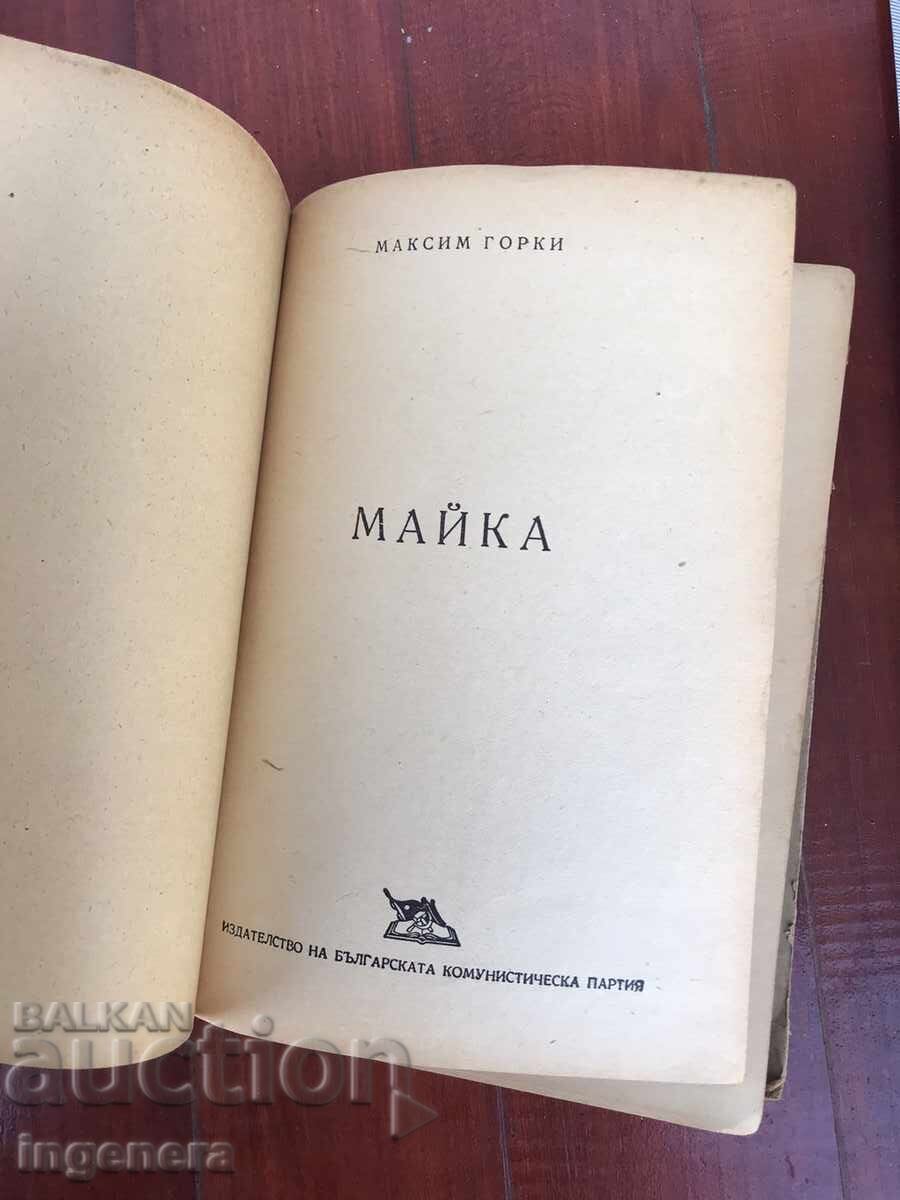 МАКСИМ ГОРКИ
МАЙКА
ИЗДАТЕЛСТВО НА БЪЛГАРСКАТА КОМУНИСТИЧЕСКА ПАРТИЯ
BALKAN
auction
ingenera